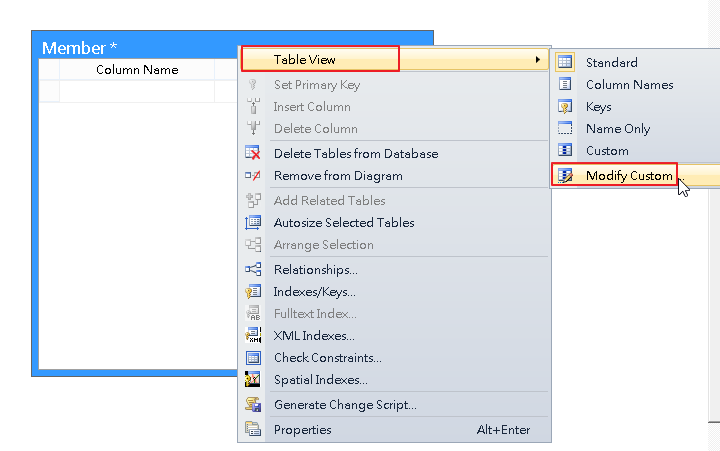 Member *
Column Name
Table View
Set Primary Key
Insert Column
Delete Column
Delete Tables from Database
Remove from Diagram
Add Related Tables
Autosize Selected Tables
Arrange Selection
Relationships...
Indexes/Keys...
Fulltext Index...
XML Indexes...
Check Constraints...
Spatial Indexes...
Generate Change Script...
Properties Alt+Enter
Standard
Column Names
Keys
Name Only
Custom
Modify Custom